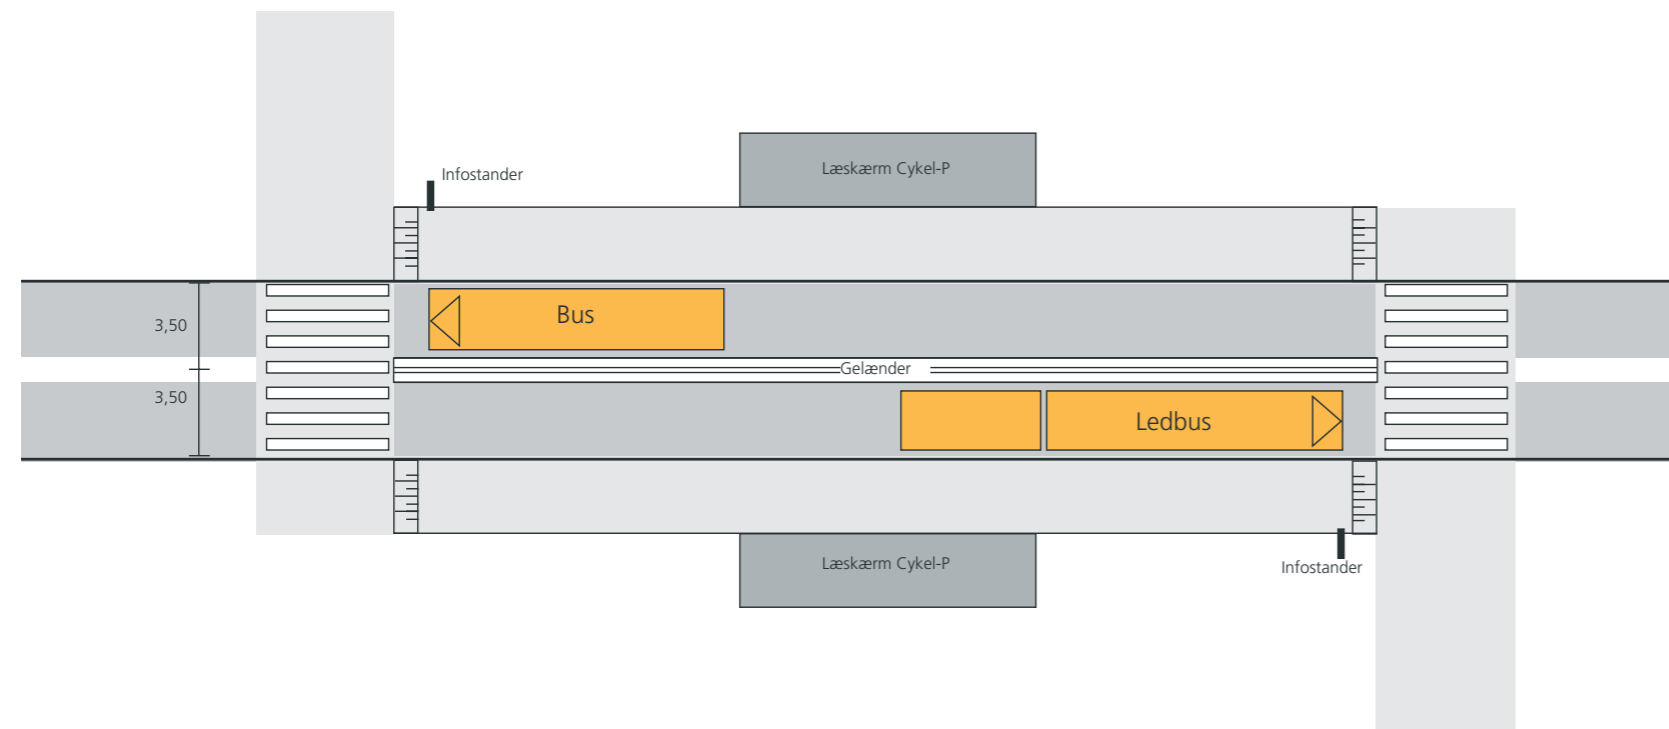 Læskærm Cykel-P
Infostander
3,50
Bus
Gelænder
3,50
Ledbus
Læskærm Cykel-P
Infostander